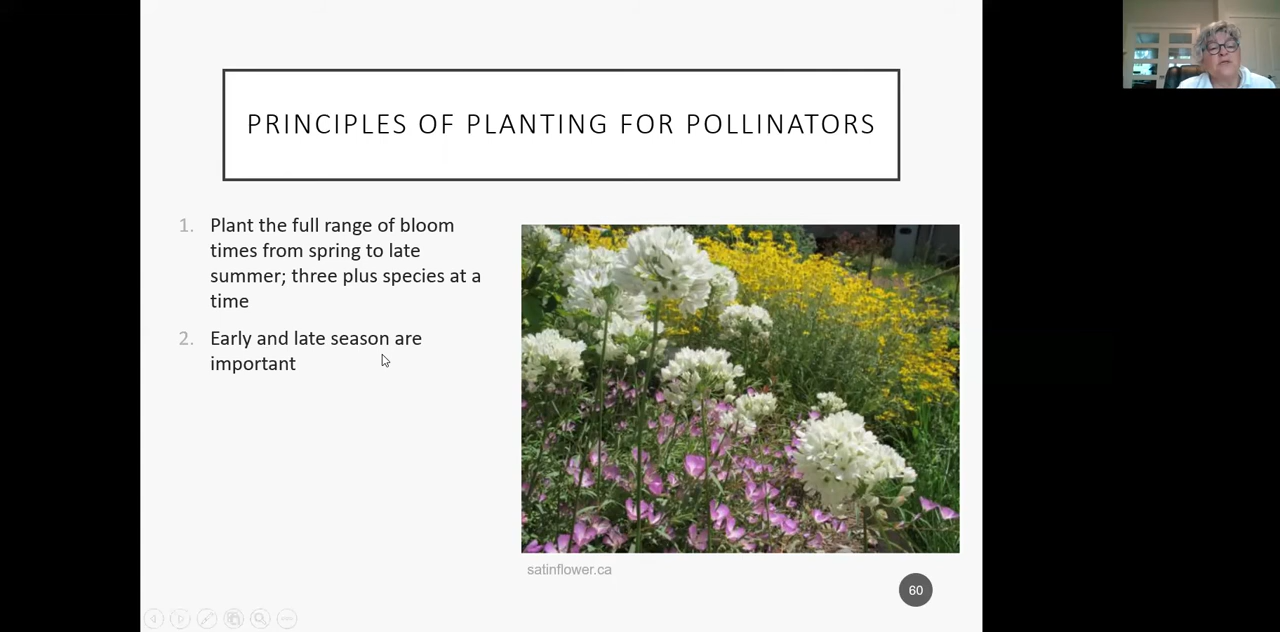 PRINCIPLES OF PLANTING FOR POLLINATORS
1. Plant the full range of bloom
times from spring to late
summer; three plus species at a
time
2. Early and late season are
important
satinflower.ca
60